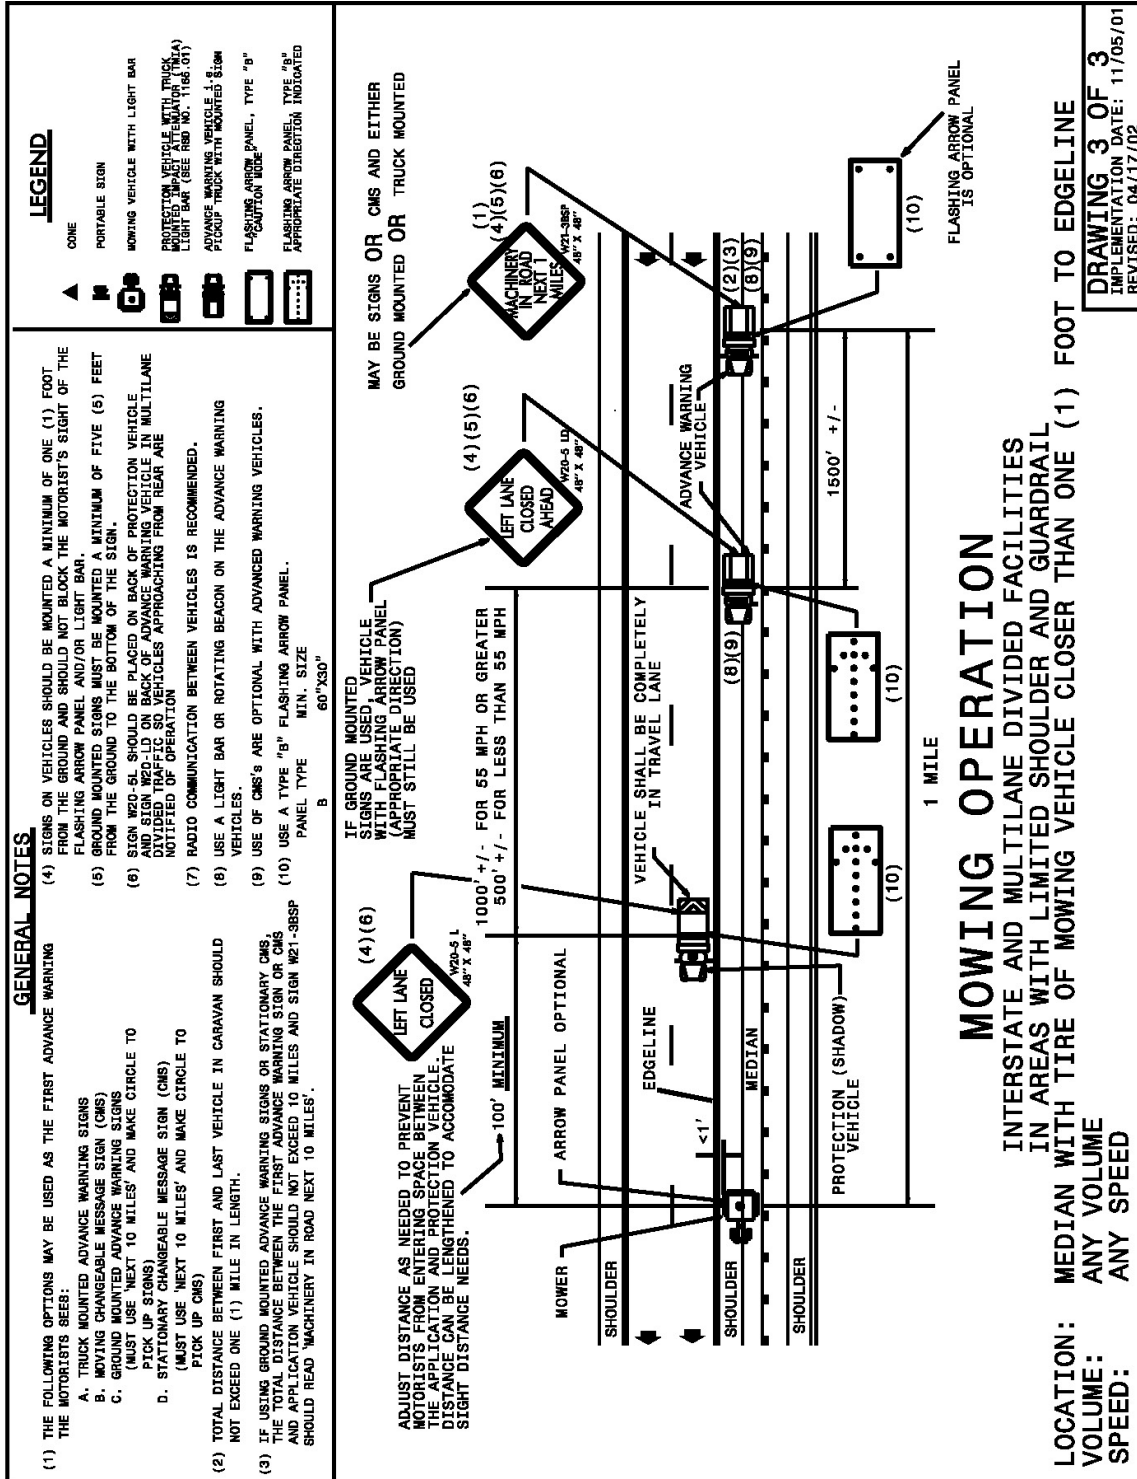 GENERAL NOTES
(1) THE FOLLOWING OPTIONS MAY BE USED AS THE FIRST ADVANCE WARNING
THE MOTORISTS SEES:
A. TRUCK MOUNTED ADVANCE WARNING SIGNS
B. MOVING CHANGEABLE MESSAGE SIGN (CMS)
C. GROUND MOUNTED ADVANCE WARNING SIGNS
(MUST USE 'NEXT 10 MILES' AND MAKE CIRCLE TO
PICK UP SIGNS)
D. STATIONARY CHANGEABLE MESSAGE SIGN (CMS)
(MUST USE 'NEXT 10 MILES' AND MAKE CIRCLE TO
PICK UP CMS)
(2) TOTAL DISTANCE BETWEEN FIRST AND LAST VEHICLE IN CARAVAN SHOULD
NOT EXCEED ONE (1) MILE IN LENGTH.
(3) IF USING GROUND MOUNTED ADVANCE WARNING SIGNS OR STATIONARY CMS,
THE TOTAL DISTANCE BETWEEN THE FIRST ADVANCE WARNING SIGN OR CMS
AND APPLICATION VEHICLE SHOULD NOT EXCEED 10 MILES AND SIGN W21-3BSP
SHOULD READ 'MACHINERY IN ROAD NEXT 10 MILES'.
(4) SIGNS ON VEHICLES SHOULD BE MOUNTED A MINIMUM OF ONE (1) FOOT
FROM THE GROUND AND SHOULD NOT BLOCK THE MOTORIST'S SIGHT OF THE
FLASHING ARROW PANEL AND/OR LIGHT BAR.
(5) GROUND MOUNTED SIGNS MUST BE MOUNTED A MINIMUM OF FIVE (5) FEET
FROM THE GROUND TO THE BOTTOM OF THE SIGN.
(6) SIGN W20-5L SHOULD BE PLACED ON BACK OF PROTECTION VEHICLE
AND SIGN W20-LD ON BACK OF ADVANCE WARNING VEHICLE IN MULTILANE
DIVIDED TRAFFIC SO VEHICLES APPROACHING FROM REAR ARE
NOTIFIED OF OPERATION
(7) RADIO COMMUNICATION BETWEEN VEHICLES IS RECOMMENDED.
(8) USE A LIGHT BAR OR ROTATING BEACON ON THE ADVANCE WARNING
VEHICLES.
(9) USE OF CMS's ARE OPTIONAL WITH ADVANCED WARNING VEHICLES.
(10) USE A TYPE "B" FLASHING ARROW PANEL.
PANEL TYPE MIN. SIZE
B 60"X30"
LEGEND
CONE
PORTABLE SIGN
MOWING VEHICLE WITH LIGHT BAR
PROTECTION VEHICLE WITH TRUCK
MOUNTED IMPACT ATTENUATOR (TMIA)
LIGHT BAR (SEE RBD NO. 1165.01)
ADVANCE WARNING VEHICLE i.e.
PICKUP TRUCK WITH MOUNTED SIGN
FLASHING ARROW PANEL, TYPE "B"
"CAUTION MODE"
FLASHING ARROW PANEL, TYPE "B"
APPROPRIATE DIRECTION INDICATED
ADJUST DISTANCE AS NEEDED TO PREVENT
MOTORISTS FROM ENTERING SPACE BETWEEN
THE APPLICATION AND PROTECTION VEHICLE.
DISTANCE CAN BE LENGTHENED TO ACCOMODATE
SIGHT DISTANCE NEEDS.
(4)(6)
LEFT LANE
CLOSED
W20-5 L
48" X 48"
IF GROUND MOUNTED
SIGNS ARE USED, VEHICLE
WITH FLASHING ARROW PANEL
(APPROPRIATE DIRECTION)
MUST STILL BE USED
(4)(5)(6)
LEFT LANE
CLOSED
AHEAD
W20-5 LD
48" X 48"
MAY BE SIGNS OR CMS AND EITHER
GROUND MOUNTED OR TRUCK MOUNTED
(1)
(4)(5)(6)
MACHINERY
IN ROAD
NEXT 1
MILES
W21-3BSP
48" X 48"
100' MINIMUM
1000' +/- FOR 55 MPH OR GREATER
500' +/- FOR LESS THAN 55 MPH
MOWER
ARROW PANEL OPTIONAL
EDGELINE
VEHICLE SHALL BE COMPLETELY
IN TRAVEL LANE
ADVANCE WARNING
VEHICLE
SHOULDER
<1'
SHOULDER
MEDIAN
(8)(9)
(2)(3)
(8)(9)
SHOULDER
PROTECTION (SHADOW)
VEHICLE
(10)
(10)
(10)
1500' +/-
FLASHING ARROW PANEL
IS OPTIONAL
1 MILE
MOWING OPERATION
INTERSTATE AND MULTILANE DIVIDED FACILITIES
IN AREAS WITH LIMITED SHOULDER AND GUARDRAIL
LOCATION: MEDIAN WITH TIRE OF MOWING VEHICLE CLOSER THAN ONE (1) FOOT TO EDGELINE
VOLUME: ANY VOLUME
SPEED: ANY SPEED
DRAWING 3 OF 3
IMPLEMENTATION DATE: 11/05/01
REVISED: 04/17/02